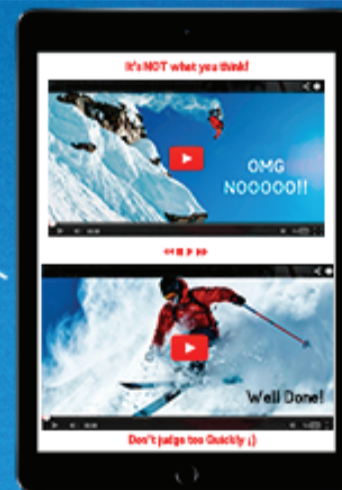 It's NOT what you think!
OMG
NOOOOO!!
Well Done!
Don't judge too Quickly ;)